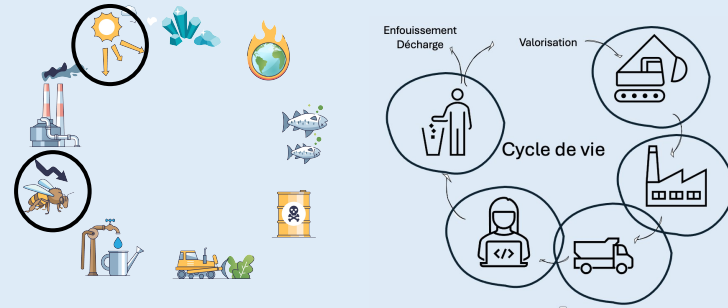 Enfouissement
Décharge
Valorisation
Cycle de vie
</>